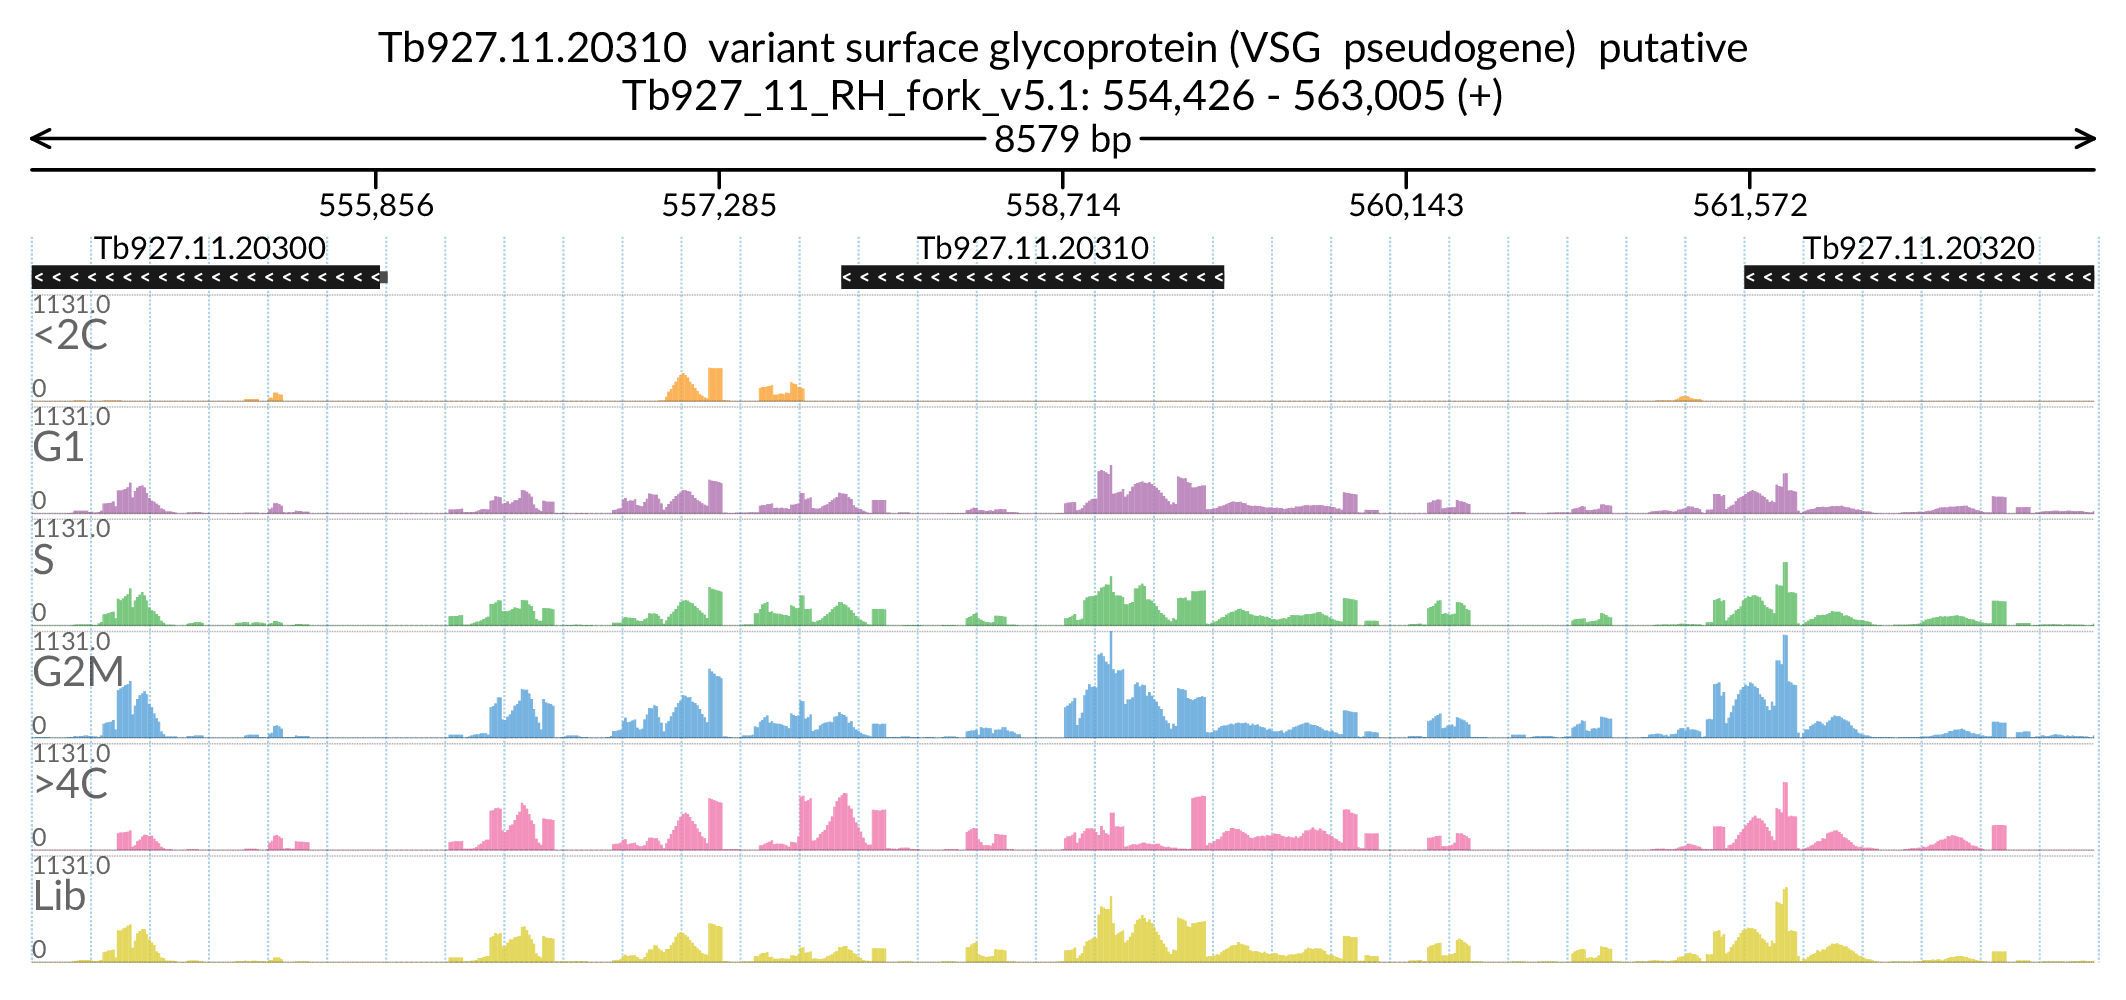 Tb927.11.20310  variant surface glycoprotein (VSG  pseudogene)  putative
Tb927_11_RH_fork_v5.1: 554,426 - 563,005 (+)
8579 bp
555,856 557,285 558,714 560,143 561,572
Tb927.11.20300 Tb927.11.20310 Tb927.11.20320
1131.0
<2C
0
1131.0
G1
0
1131.0
S
0
1131.0
G2M
0
1131.0
>4C
0
1131.0
Lib
0